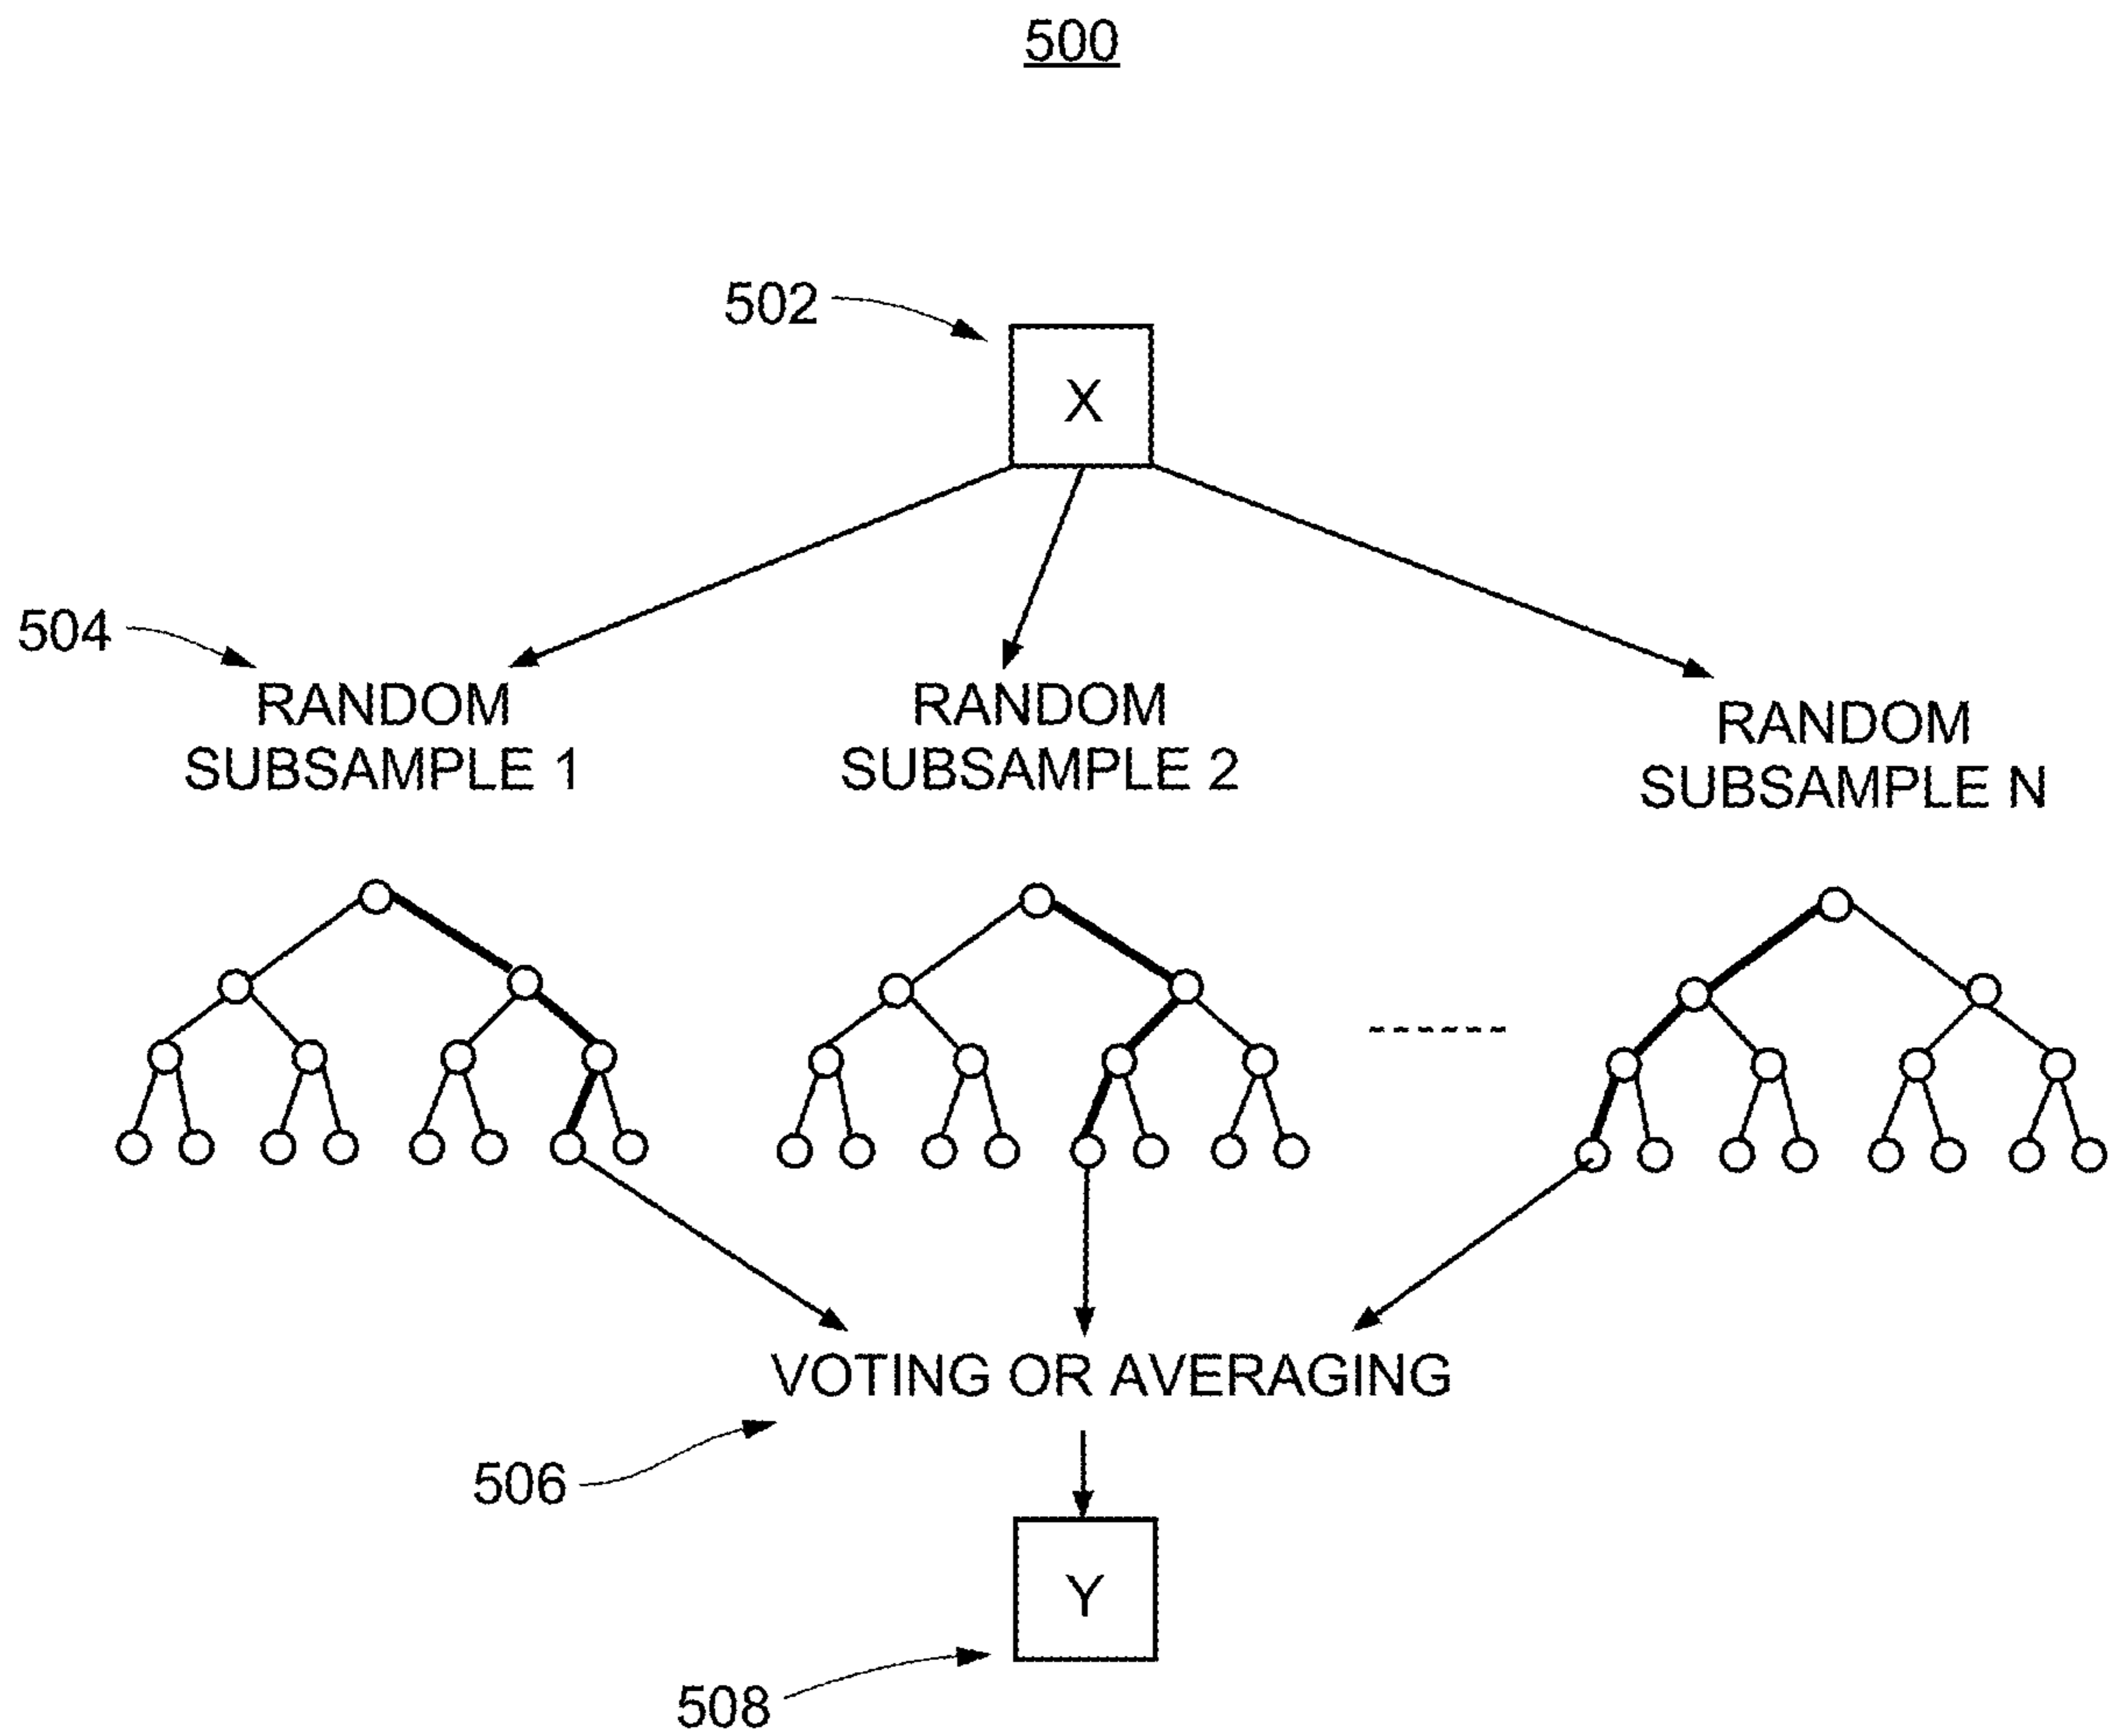 500
502
X
504
RANDOM
SUBSAMPLE 1
RANDOM
SUBSAMPLE 2
RANDOM
SUBSAMPLE N
VOTING OR AVERAGING
506
Y
508